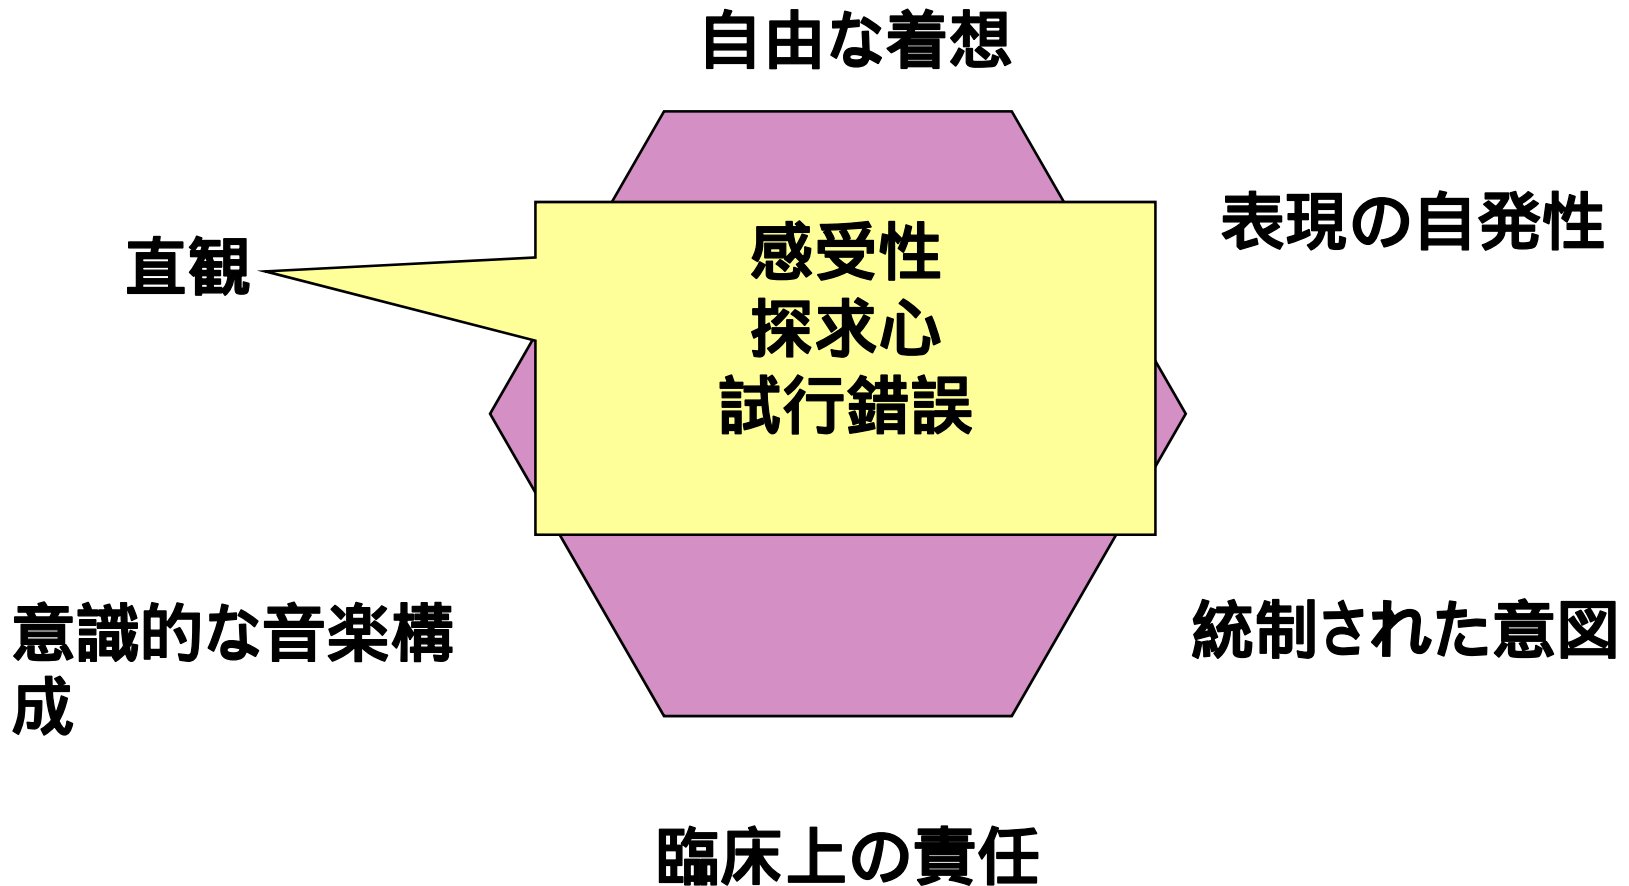 自由な着想
表現の自発性
直観
感受性
探求心
試行錯誤
意識的な音楽構
成
統制された意図
臨床上の責任